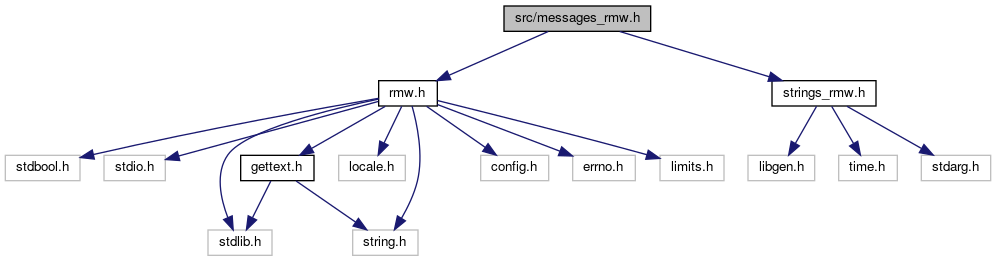 src/messages_rmw.h
rmw.h
strings_rmw.h
stdbool.h
stdio.h
gettext.h
locale.h
config.h
errno.h
limits.h
libgen.h
time.h
stdarg.h
stdlib.h
string.h